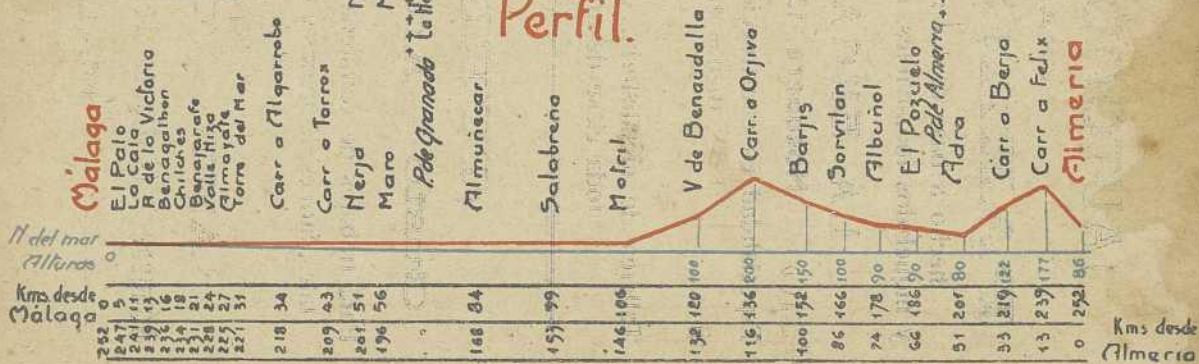 Perfil.
Málaga
El Palo
La Cala
R de la Victoria
Benagalbon
Chilches
Benajarafe
Valle Niza
Almayate
Torre del Mar
Carr a Algarrobo
Carr a Torrox
Nerja
Maro
P. de Granada
Almuñecar
Salobreña
Motril
V de Benaudalla
Carr. a Orjiva
Barjis
Sorvilan
Albuñol
El Pozuelo
P. de Almeria
Adra
Carr a Berja
Carr a Felix
Almeria
N del mar
Alturas 0 100 200 150 100 90 90 80 122 177 86
Kms. desde Málaga 0 5 11 13 16 18 21 24 27 31 34 43 51 56 84 99 106 120 136 152 166 178 186 201 219 239 252
252 247 241 239 236 234 231 228 225 221 218 209 201 196 168 153 146 132 116 100 86 74 66 51 33 13 0 Kms desde Almeria